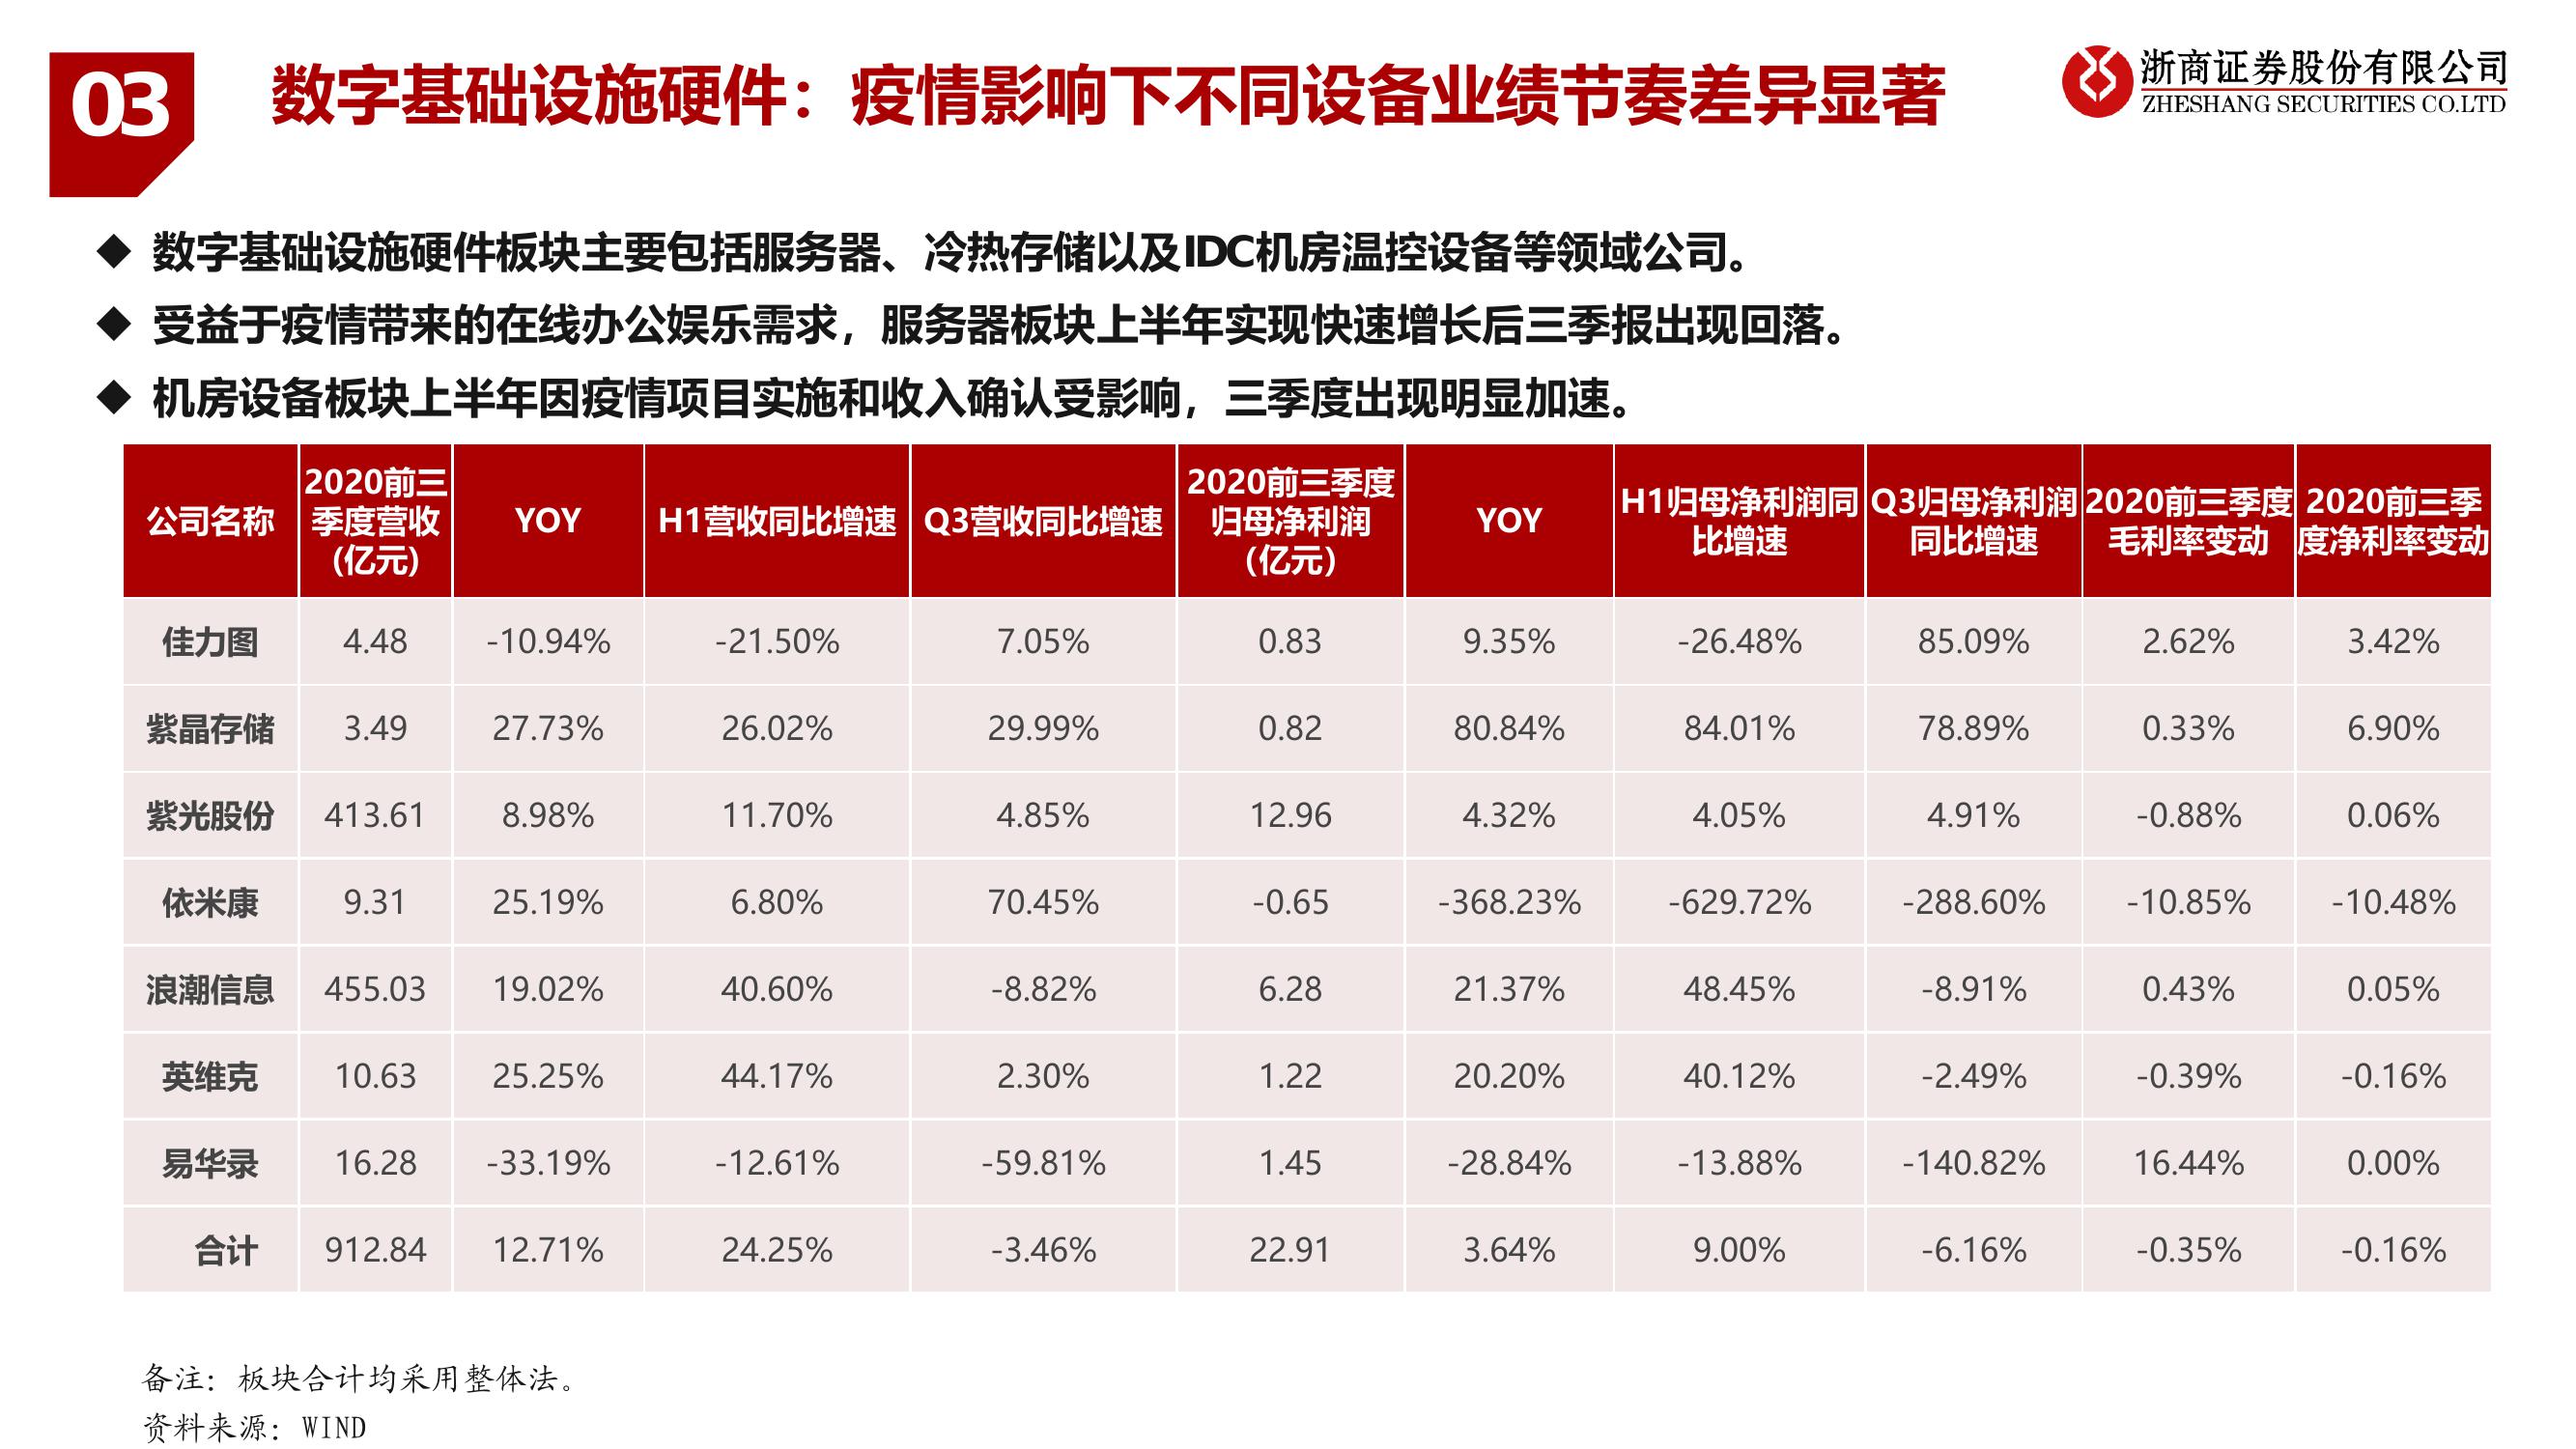 03
数字基础设施硬件：疫情影响下不同设备业绩节奏差异显著
浙商证券股份有限公司
ZHESHANG SECURITIES CO.LTD
◆ 数字基础设施硬件板块主要包括服务器、冷热存储以及IDC机房温控设备等领域公司。
◆ 受益于疫情带来的在线办公娱乐需求，服务器板块上半年实现快速增长后三季报出现回落。
◆ 机房设备板块上半年因疫情项目实施和收入确认受影响，三季度出现明显加速。
公司名称 2020前三季度营收(亿元) YOY H1营收同比增速 Q3营收同比增速 2020前三季度归母净利润（亿元） YOY H1归母净利润同比增速 Q3归母净利润同比增速 2020前三季度毛利率变动 2020前三季度净利率变动
佳力图 4.48 -10.94% -21.50% 7.05% 0.83 9.35% -26.48% 85.09% 2.62% 3.42%
紫晶存储 3.49 27.73% 26.02% 29.99% 0.82 80.84% 84.01% 78.89% 0.33% 6.90%
紫光股份 413.61 8.98% 11.70% 4.85% 12.96 4.32% 4.05% 4.91% -0.88% 0.06%
依米康 9.31 25.19% 6.80% 70.45% -0.65 -368.23% -629.72% -288.60% -10.85% -10.48%
浪潮信息 455.03 19.02% 40.60% -8.82% 6.28 21.37% 48.45% -8.91% 0.43% 0.05%
英维克 10.63 25.25% 44.17% 2.30% 1.22 20.20% 40.12% -2.49% -0.39% -0.16%
易华录 16.28 -33.19% -12.61% -59.81% 1.45 -28.84% -13.88% -140.82% 16.44% 0.00%
合计 912.84 12.71% 24.25% -3.46% 22.91 3.64% 9.00% -6.16% -0.35% -0.16%
备注：板块合计均采用整体法。
资料来源：WIND